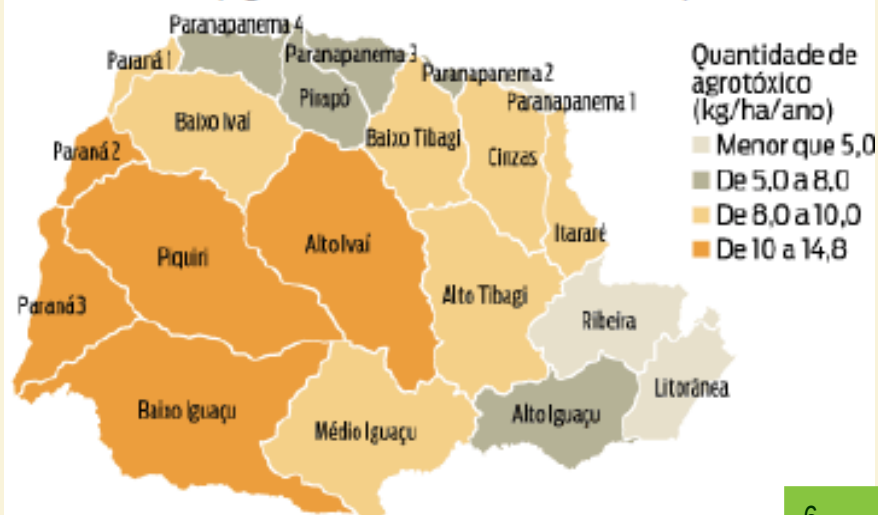 Paranapanema 4
Paraná 1
Paranapanema 3
Paranapanema 2
Pirapó
Paranapanema 1
Baixo Ivaí
Baixo Tibagi
Paraná 2
Cinzas
Itararé
Piquiri
Alto Ivaí
Alto Tibagi
Paraná 3
Ribeira
Litorânea
Baixo Iguaçu
Médio Iguaçu
Alto Iguaçu
Quantidade de
agrotóxico
(kg/ha/ano)
Menor que 5,0
De 5,0 a 8,0
De 8,0 a 10,0
De 10 a 14,8